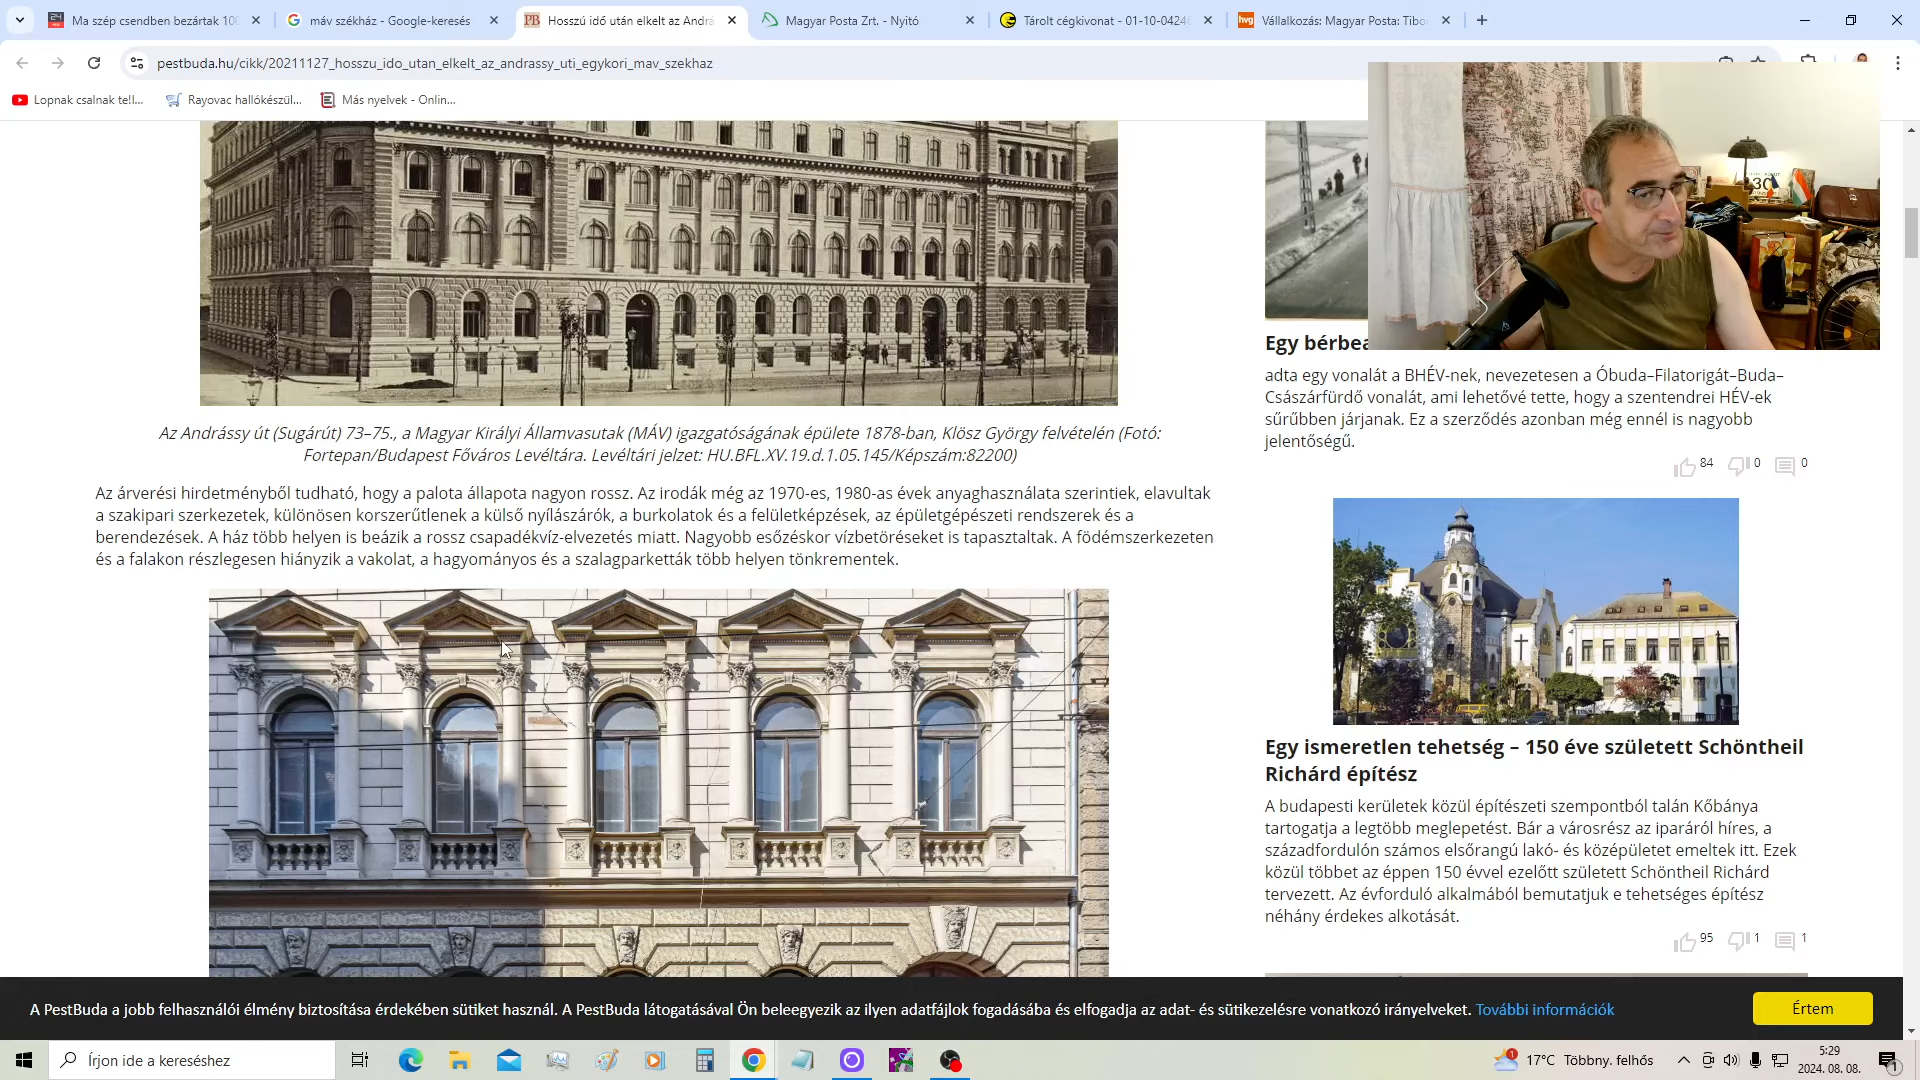 Ma szép csendben bezártak 100
máv székház - Google-keresés
Hosszú idő után elkelt az Andrá
Magyar Posta Zrt. - Nyitó
Tárolt cégkivonat - 01-10-0424
Vállalkozás: Magyar Posta: Tibo
pestbuda.hu/cikk/20211127_hosszu_ido_utan_elkelt_az_andrassy_uti_egykori_mav_szekhaz
Lopnak csalnak te!l...
Rayovac hallókészül...
Más nyelvek - Onlin...
Az Andrássy út (Sugárút) 73–75., a Magyar Királyi Államvasutak (MÁV) igazgatóságának épülete 1878-ban, Klösz György felvételén (Fotó:
Fortepan/Budapest Főváros Levéltára. Levéltári jelzet: HU.BFL.XV.19.d.1.05.145/Képszám:82200)
Az árverési hirdetményből tudható, hogy a palota állapota nagyon rossz. Az irodák még az 1970-es, 1980-as évek anyaghasználata szerintiek, elavultak
a szakipari szerkezetek, különösen korszerűtlenek a külső nyílászárók, a burkolatok és a felületképzések, az épületgépészeti rendszerek és a
berendezések. A ház több helyen is beázik a rossz csapadékvíz-elvezetés miatt. Nagyobb esőzéskor vízbetöréseket is tapasztaltak. A födémszerkezeten
és a falakon részlegesen hiányzik a vakolat, a hagyományos és a szalagparketták több helyen tönkrementek.
Egy bérbea
adta egy vonalát a BHÉV-nek, nevezetesen a Óbuda–Filatorigát–Buda–
Császárfürdő vonalát, ami lehetővé tette, hogy a szentendrei HÉV-ek
sűrűbben járjanak. Ez a szerződés azonban még ennél is nagyobb
jelentőségű.
84 0 0
Egy ismeretlen tehetség – 150 éve született Schöntheil
Richárd építész
A budapesti kerületek közül építészeti szempontból talán Kőbánya
tartogatja a legtöbb meglepetést. Bár a városrész az iparáról híres, a
századfordulón számos elsőrangú lakó- és középületet emeltek itt. Ezek
közül többet az éppen 150 évvel ezelőtt született Schöntheil Richárd
tervezett. Az évforduló alkalmából bemutatjuk e tehetséges építész
néhány érdekes alkotását.
95 1 1
A PestBuda a jobb felhasználói élmény biztosítása érdekében sütiket használ. A PestBuda látogatásával Ön beleegyezik az ilyen adatfájlok fogadásába és elfogadja az adat- és sütikezelésre vonatkozó irányelveket. További információk
Értem
Írjon ide a kereséshez
17°C Többny. felhős
5:29
2024. 08. 08.